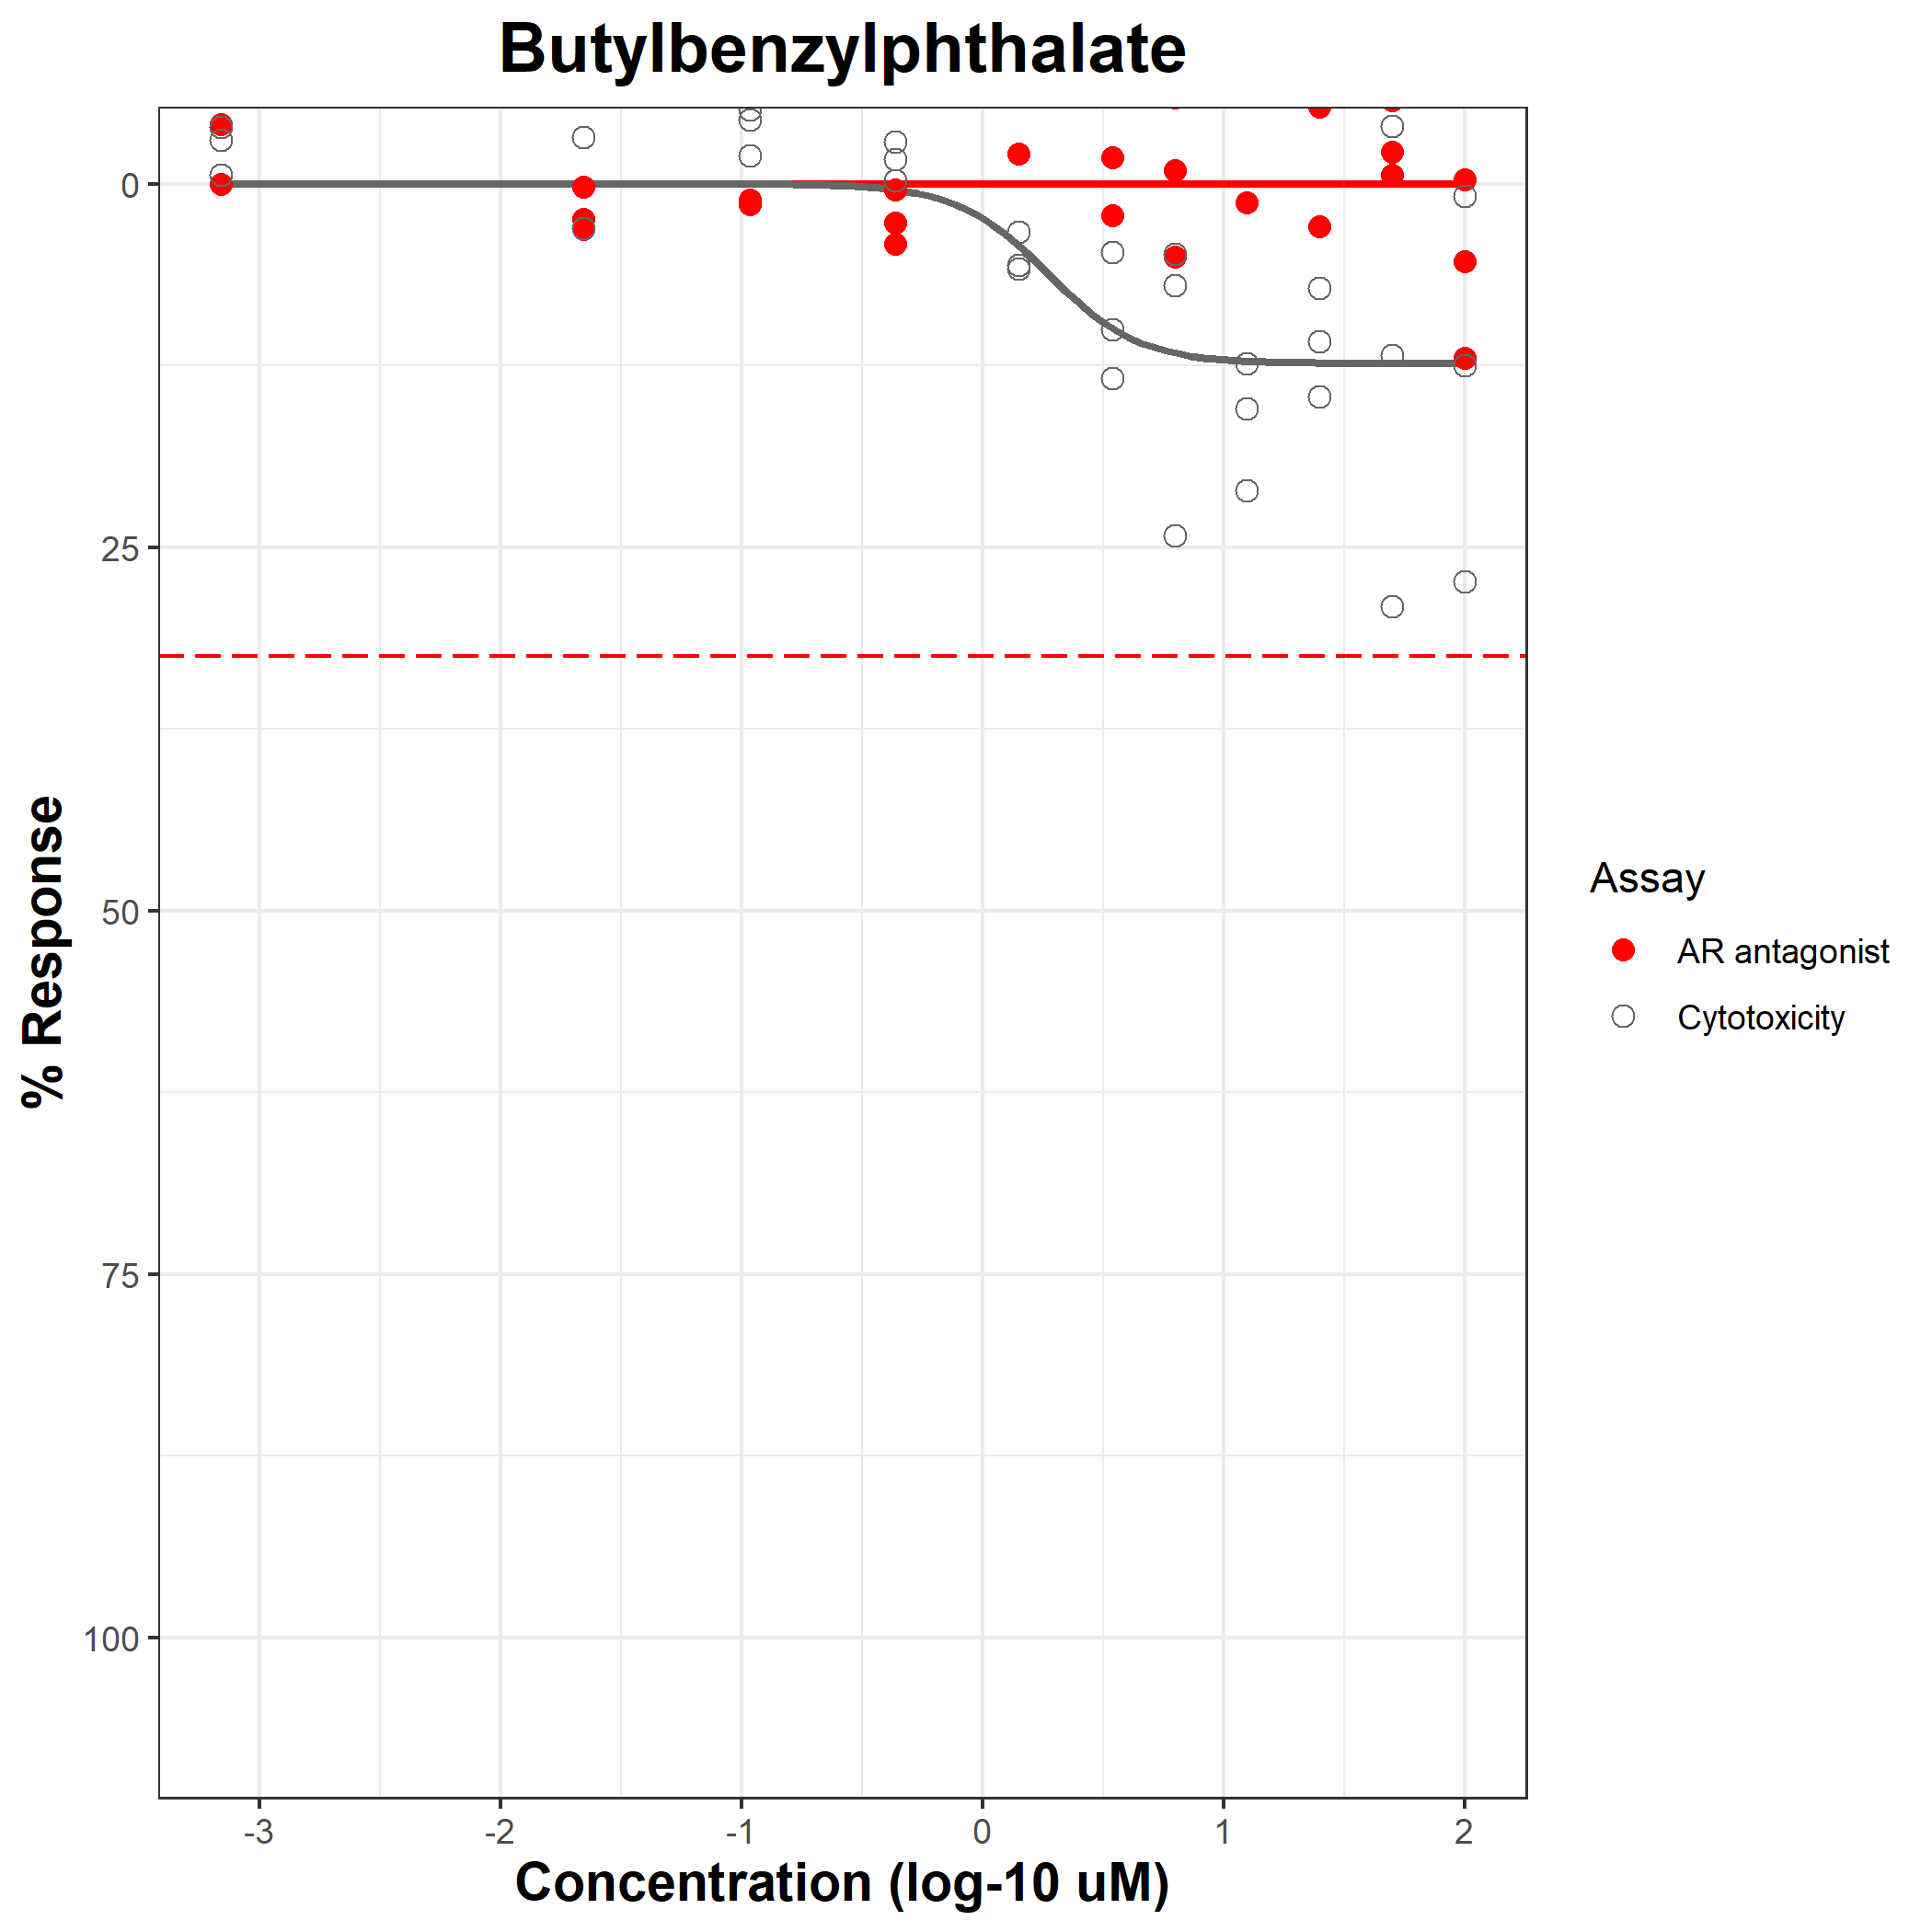 Butylbenzylphthalate
% Response
0
25
50
75
100
-3
-2
-1
0
1
2
Concentration (log-10 uM)
Assay
AR antagonist
Cytotoxicity